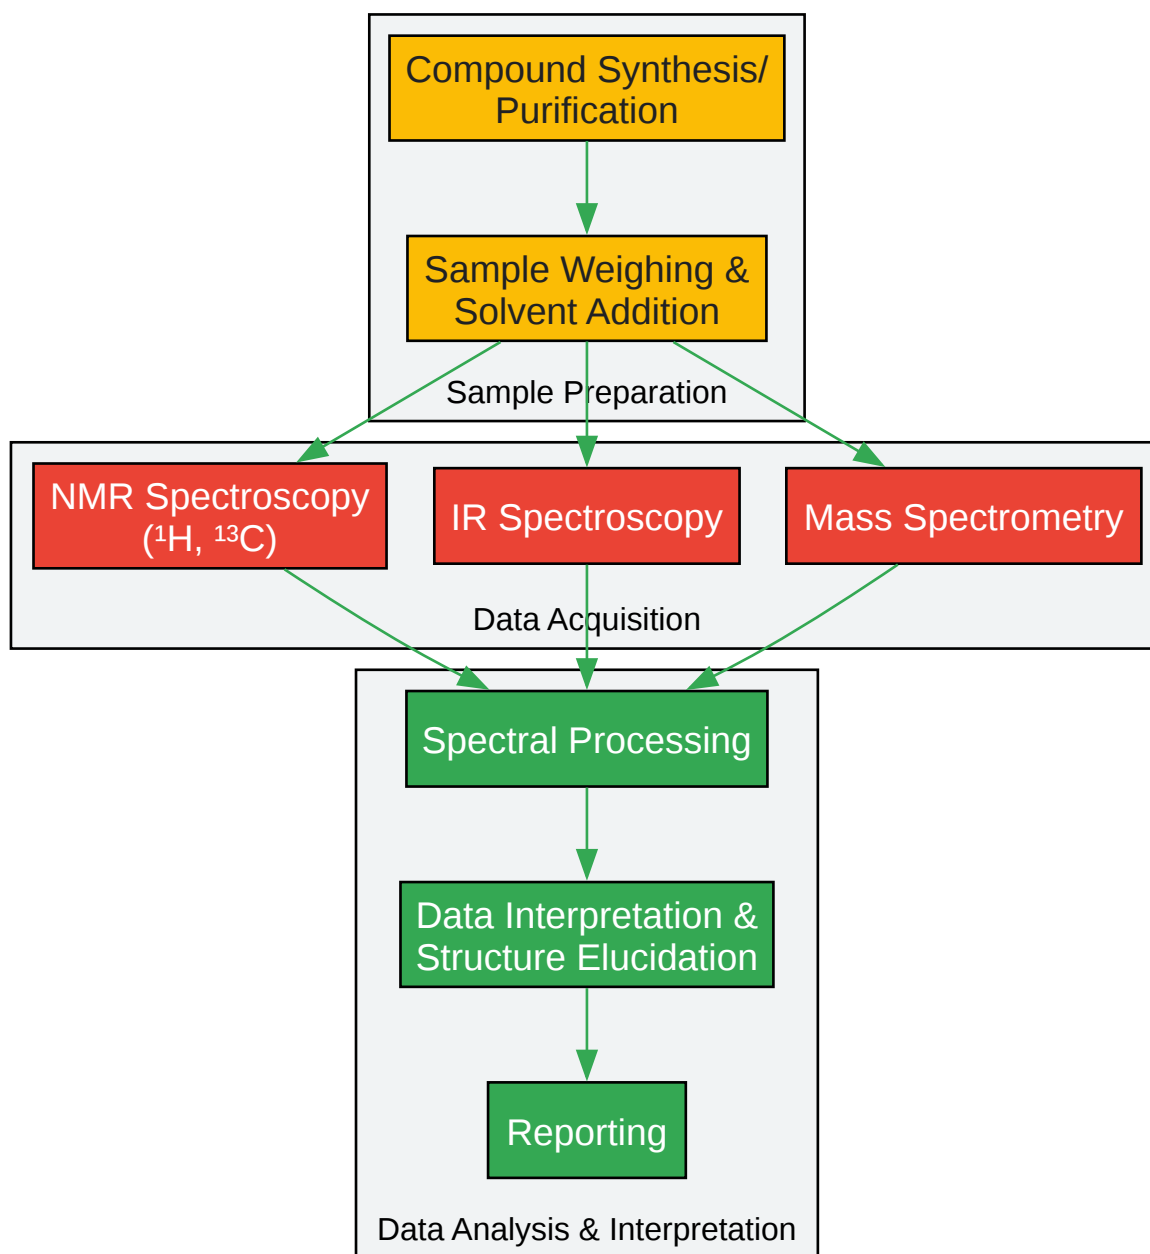 Compound Synthesis/
Purification
Sample Weighing &
Solvent Addition
Sample Preparation
NMR Spectroscopy
(¹H, ¹³C)
IR Spectroscopy
Mass Spectrometry
Data Acquisition
Spectral Processing
Data Interpretation &
Structure Elucidation
Reporting
Data Analysis & Interpretation